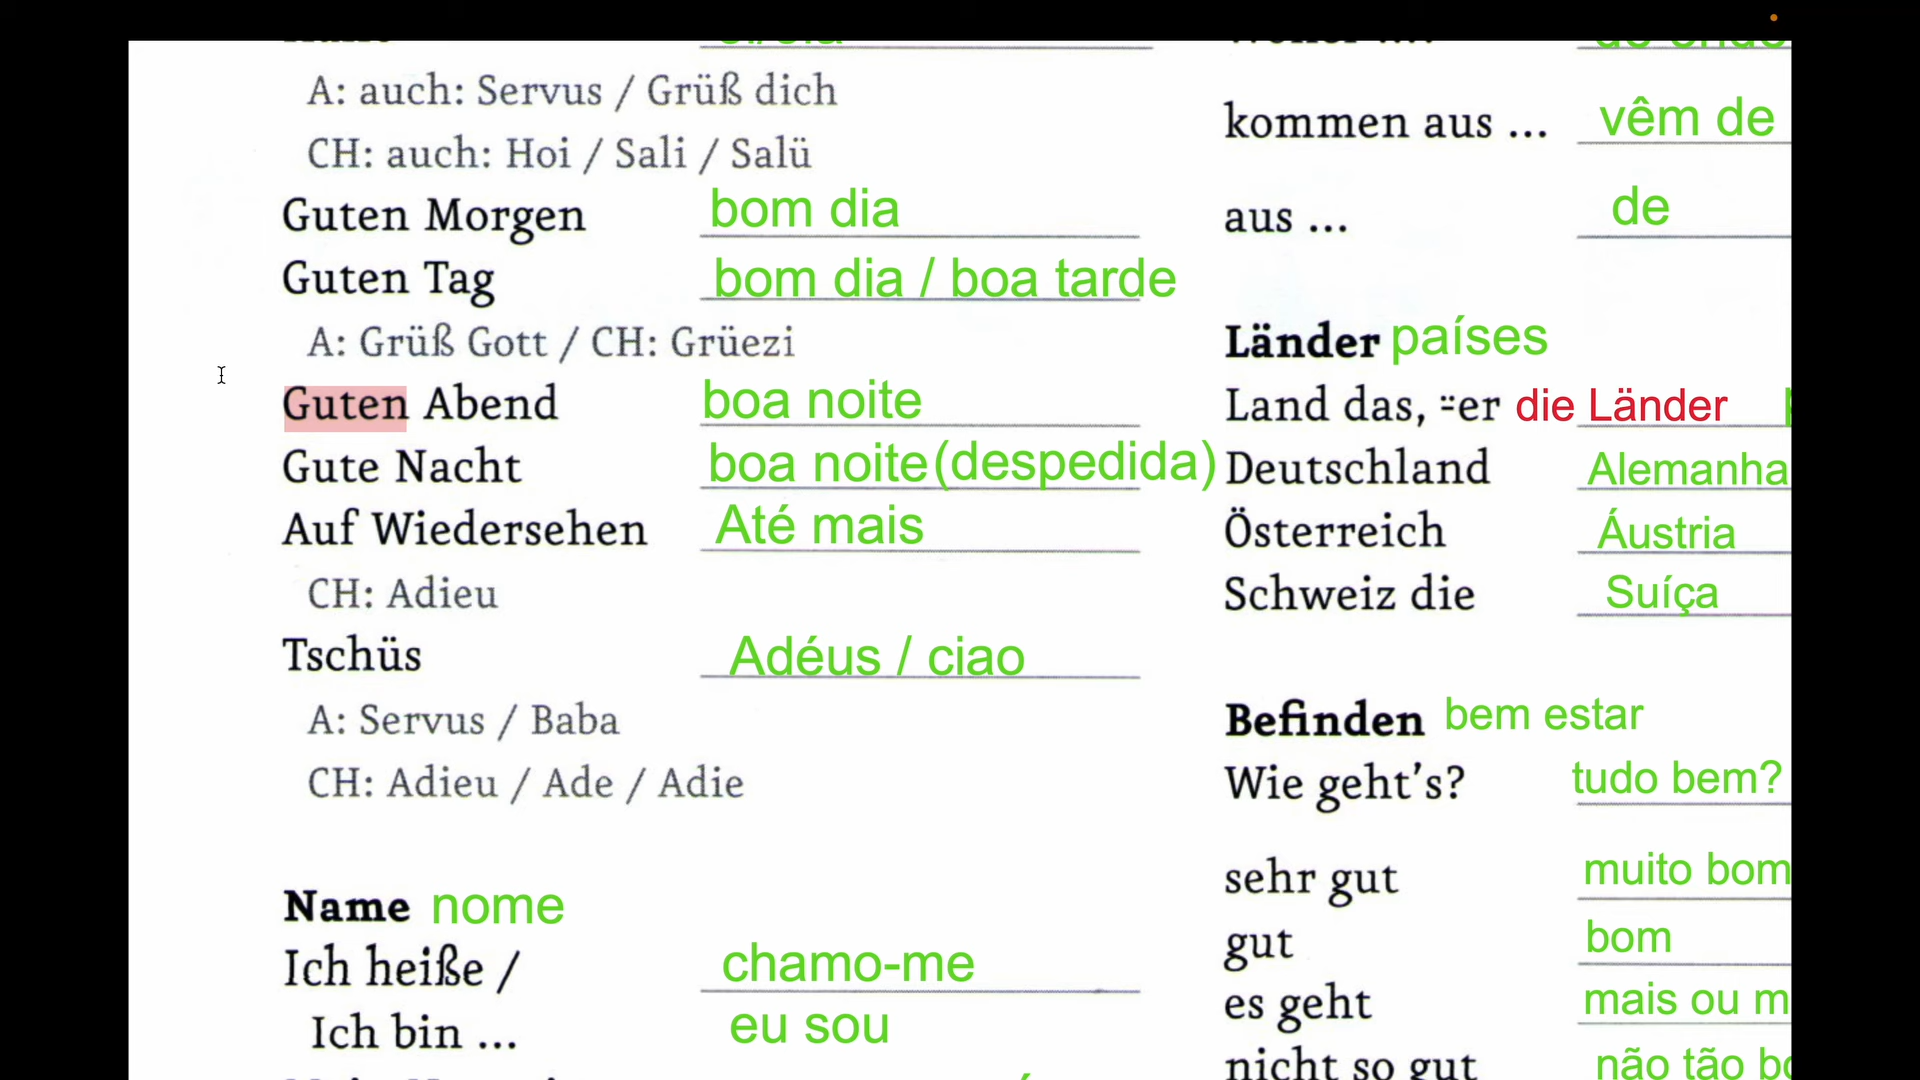 A: auch: Servus / Grüß dich
CH: auch: Hoi / Sali / Salü
Guten Morgen bom dia
Guten Tag bom dia / boa tarde
A: Grüß Gott / CH: Grüezi
Guten Abend boa noite
Gute Nacht boa noite (despedida)
Auf Wiedersehen Até mais
CH: Adieu
Tschüs Adéus / ciao
A: Servus / Baba
CH: Adieu / Ade / Adie
Name nome
Ich heiße / chamo-me
Ich bin ... eu sou
kommen aus ... vêm de
aus ... de
Länder países
Land das, ⸚er die Länder
Deutschland Alemanha
Österreich Áustria
Schweiz die Suíça
Befinden bem estar
Wie geht's? tudo bem?
sehr gut muito bom
gut bom
es geht mais ou m
nicht so gut não tão bo